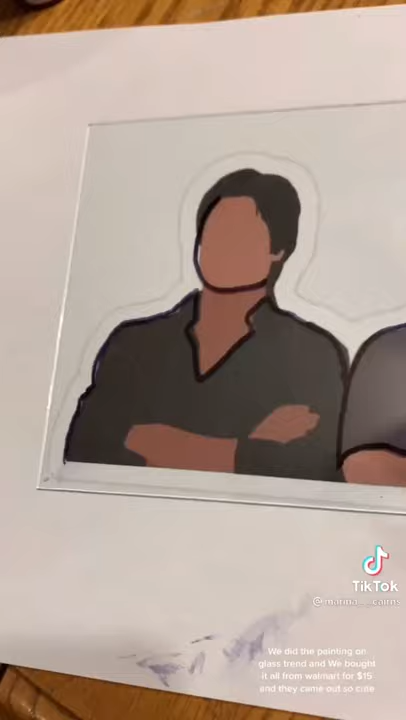 TikTok
@marina__cairns
We did the painting on
glass trend and We bought
it all from walmart for $15
and they came out so cute